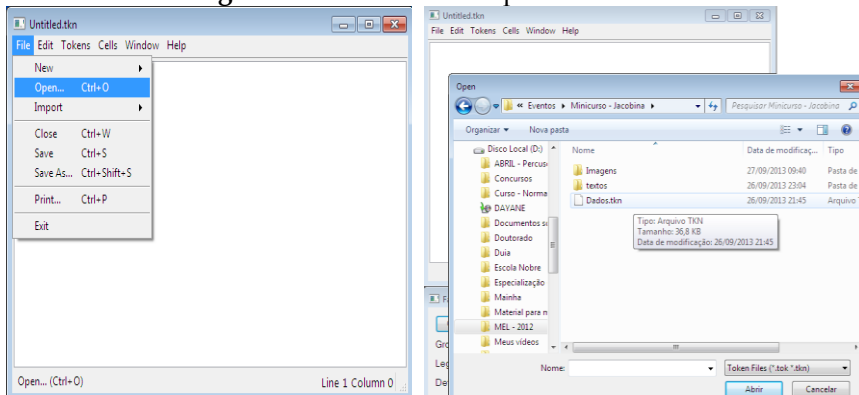 Untitled.tkn
File Edit Tokens Cells Window Help
New
Open... Ctrl+O
Import
Close Ctrl+W
Save Ctrl+S
Save As... Ctrl+Shift+S
Print... Ctrl+P
Exit
Open... (Ctrl+O)
Line 1 Column 0
Untitled.tkn
File Edit Tokens Cells Window Help
Open
« Eventos Minicurso - Jacobina
Pesquisar Minicurso - Jacobina
Organizar Nova pasta
Disco Local (D:)
ABRIL - Percus
Concursos
Curso - Norma
DAYANE
Documentos s
Doutorado
Duia
Escola Nobre
Especialização
Mainha
Material para n
MEL - 2012
Meus vídeos
Nome Data de modificaç... Tipo
Imagens 27/09/2013 09:40 Pasta de
textos 26/09/2013 23:04 Pasta de
Dados.tkn 26/09/2013 21:45 Arquivo
Tipo: Arquivo TKN
Tamanho: 36,8 KB
Data de modificação: 26/09/2013 21:45
Gro
Leg
De
Nome:
Token Files (*.tok *.tkn)
Abrir Cancelar